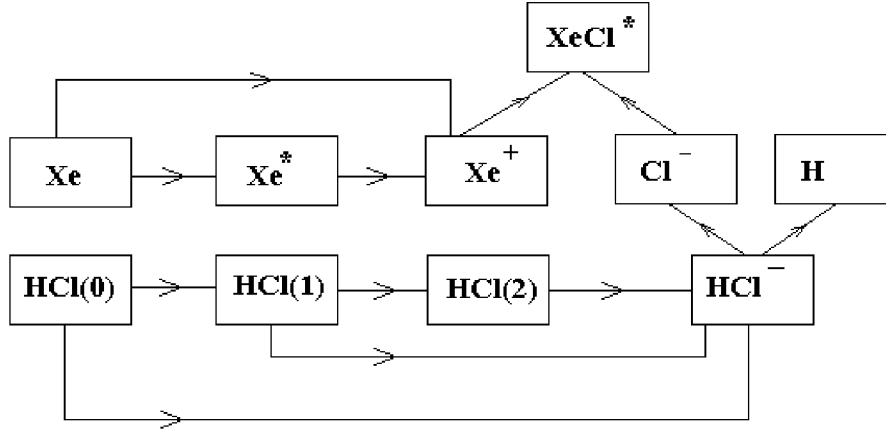 XeCl*
Xe
Xe*
Xe+
Cl−
H
HCl(0)
HCl(1)
HCl(2)
HCl−